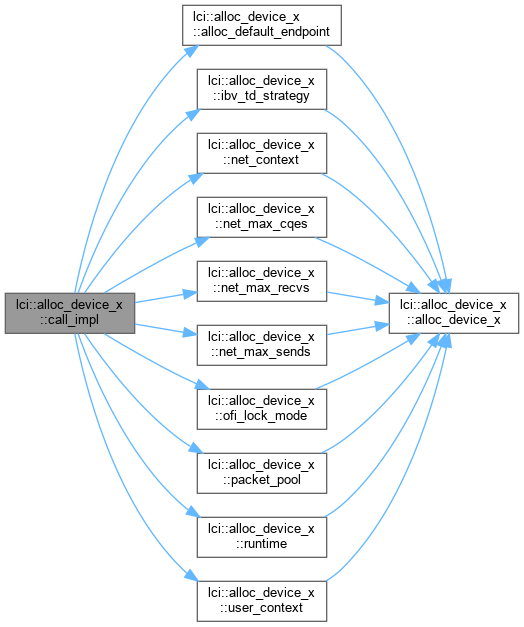 lci::alloc_device_x
::call_impl
lci::alloc_device_x
::alloc_default_endpoint
lci::alloc_device_x
::ibv_td_strategy
lci::alloc_device_x
::net_context
lci::alloc_device_x
::net_max_cqes
lci::alloc_device_x
::net_max_recvs
lci::alloc_device_x
::net_max_sends
lci::alloc_device_x
::ofi_lock_mode
lci::alloc_device_x
::packet_pool
lci::alloc_device_x
::runtime
lci::alloc_device_x
::user_context
lci::alloc_device_x
::alloc_device_x